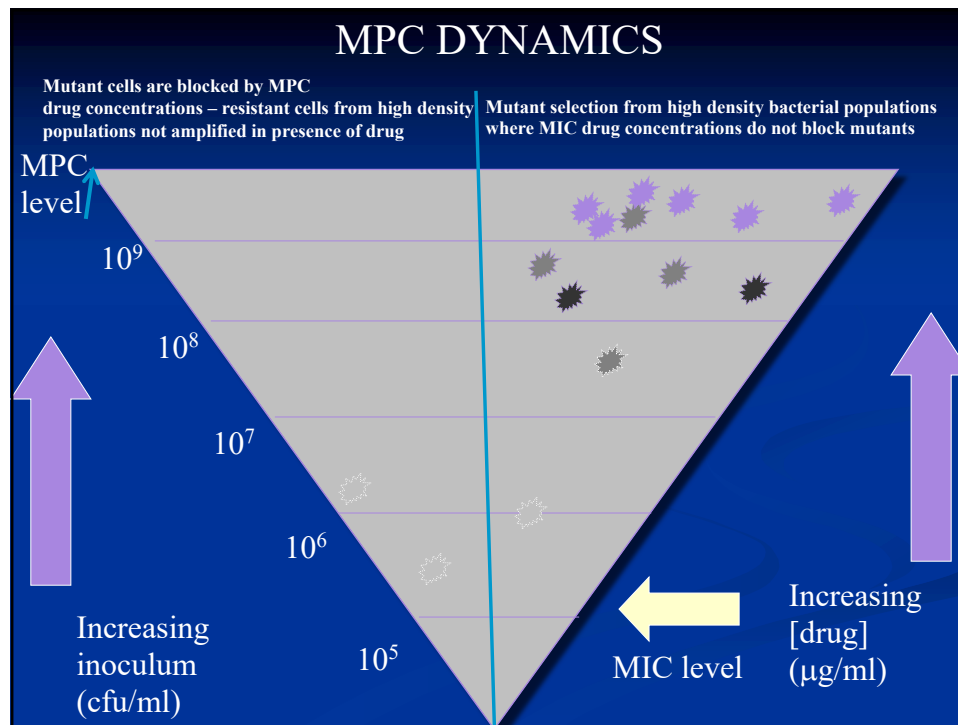 MPC DYNAMICS
Mutant cells are blocked by MPC
drug concentrations – resistant cells from high density
populations not amplified in presence of drug
Mutant selection from high density bacterial populations
where MIC drug concentrations do not block mutants
MPC
level
10⁹
10⁸
10⁷
10⁶
10⁵
Increasing
inoculum
(cfu/ml)
MIC level
Increasing
[drug]
(μg/ml)